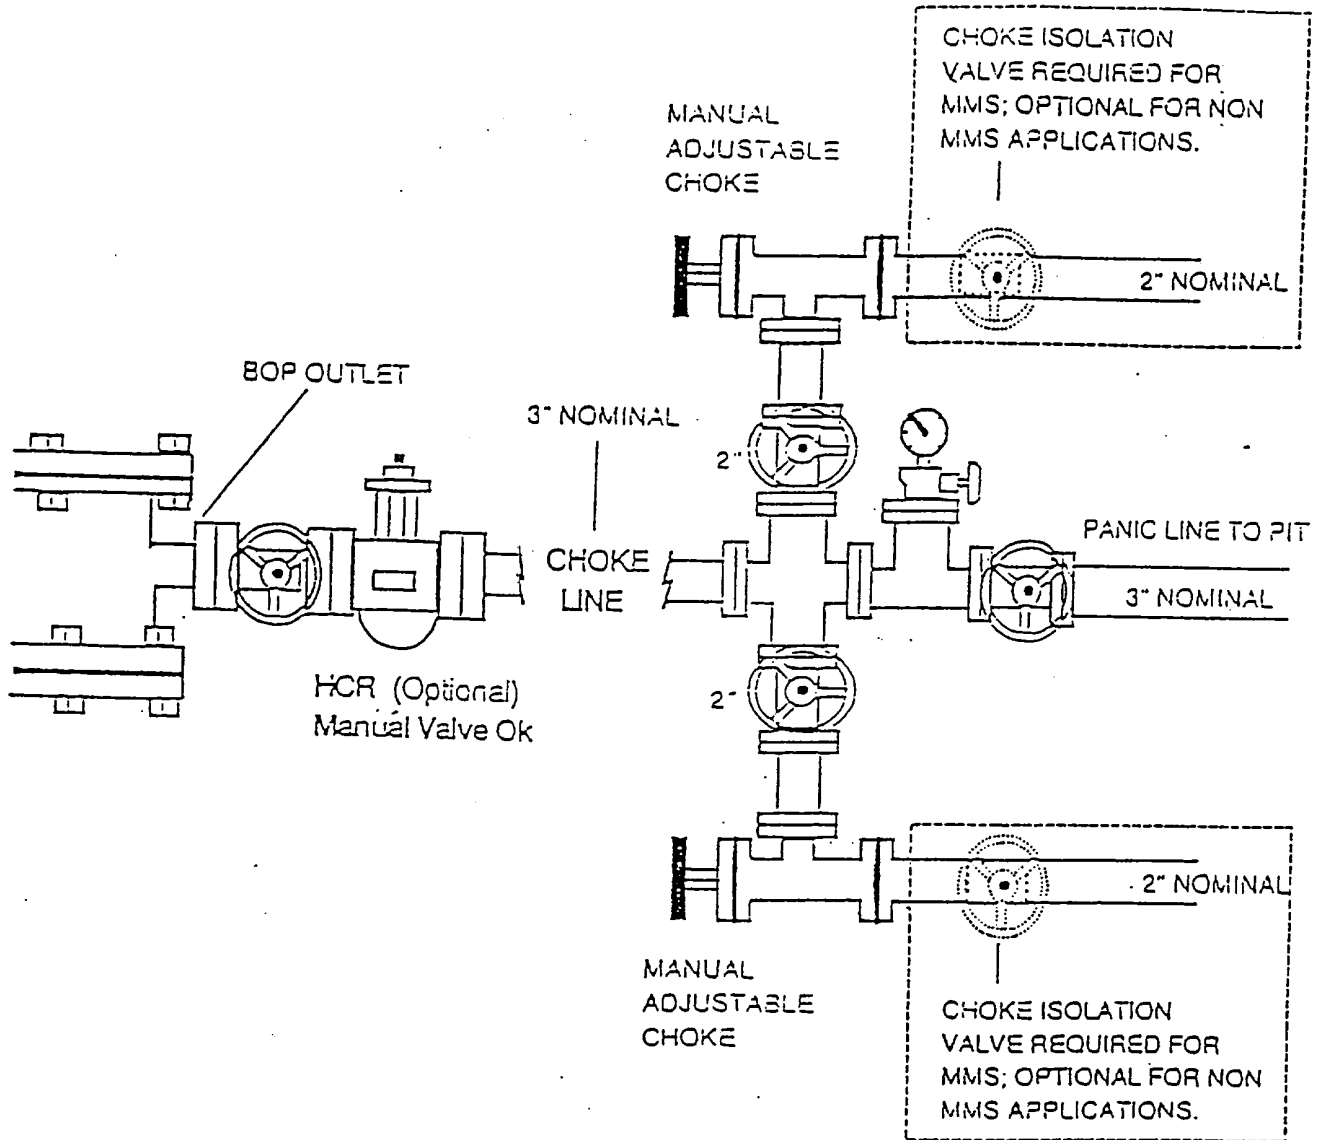 CHOKE ISOLATION
VALVE REQUIRED FOR
MMS; OPTIONAL FOR NON
MMS APPLICATIONS.
MANUAL
ADJUSTABLE
CHOKE
2" NOMINAL
BOP OUTLET
3" NOMINAL
2"
PANIC LINE TO PIT
CHOKE
LINE
3" NOMINAL
HCR (Optional)
Manual Valve Ok
2"
2" NOMINAL
MANUAL
ADJUSTABLE
CHOKE
CHOKE ISOLATION
VALVE REQUIRED FOR
MMS; OPTIONAL FOR NON
MMS APPLICATIONS.